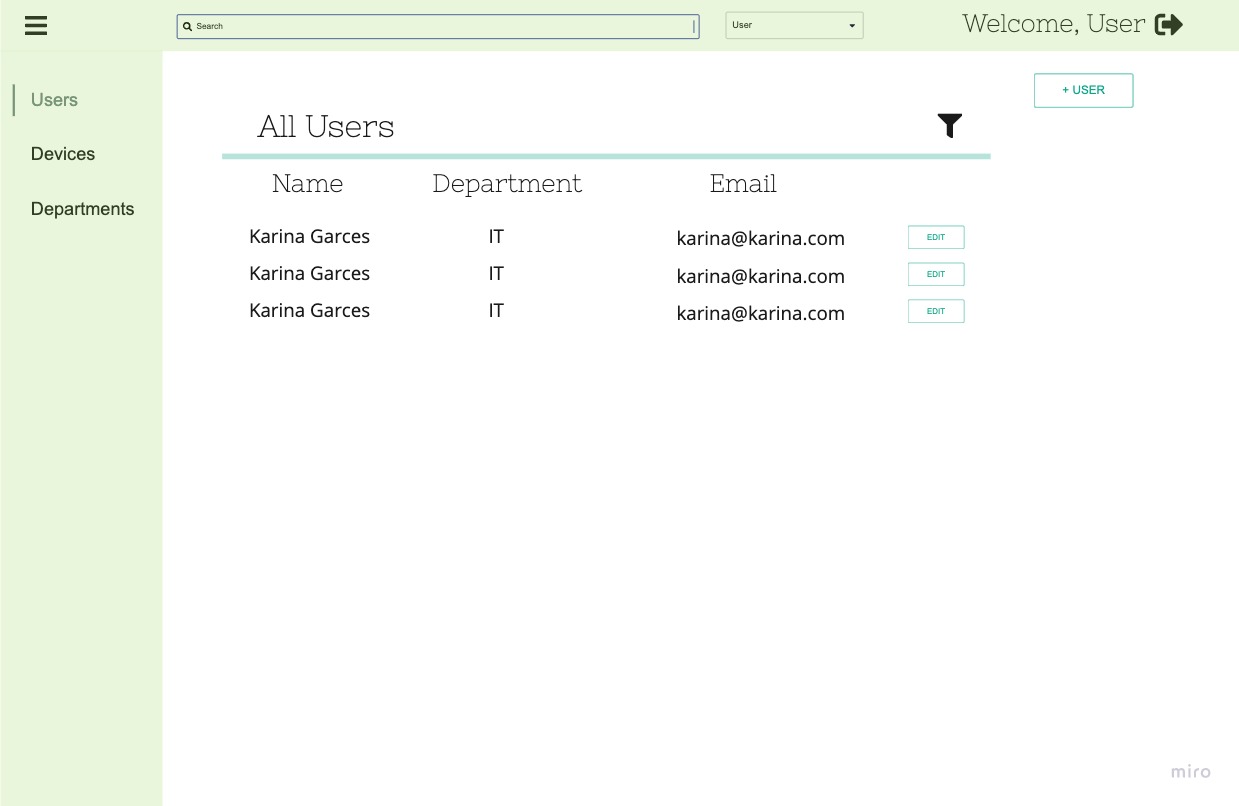 Search
User
Welcome, User
Users
Devices
Departments
+ USER
All Users
Name Department Email
Karina Garces IT karina@karina.com EDIT
Karina Garces IT karina@karina.com EDIT
Karina Garces IT karina@karina.com EDIT
miro